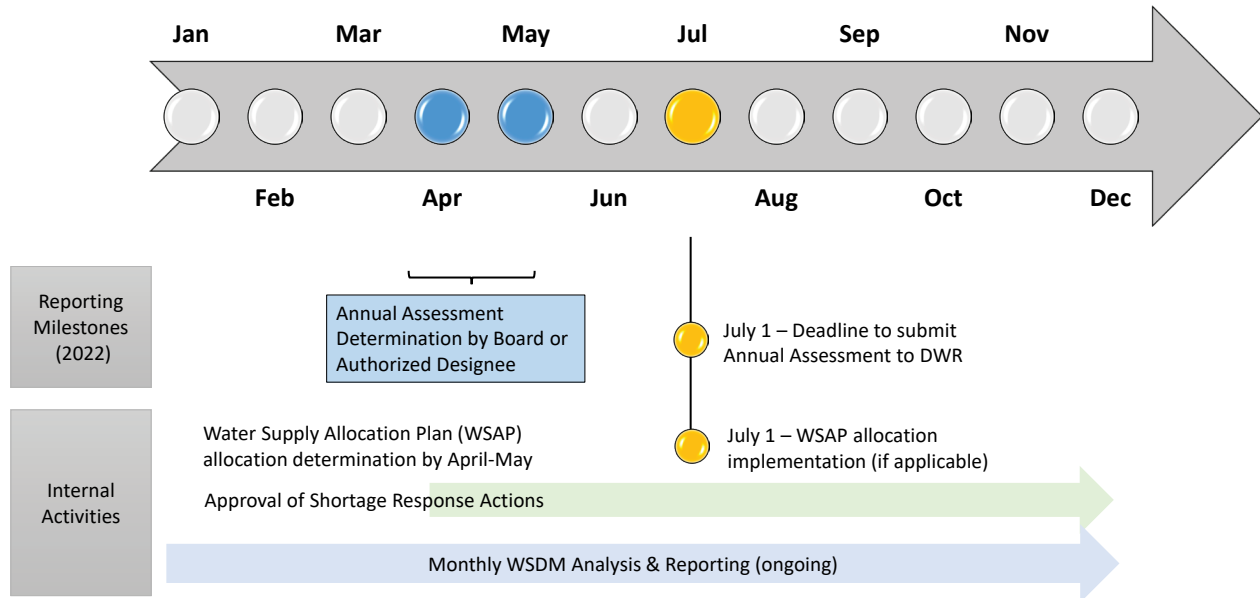 Jan Mar May Jul Sep Nov
Feb Apr Jun Aug Oct Dec
Reporting
Milestones
(2022)
Annual Assessment
Determination by Board or
Authorized Designee
July 1 – Deadline to submit
Annual Assessment to DWR
Internal
Activities
Water Supply Allocation Plan (WSAP)
allocation determination by April-May
July 1 – WSAP allocation
implementation (if applicable)
Approval of Shortage Response Actions
Monthly WSDM Analysis & Reporting (ongoing)